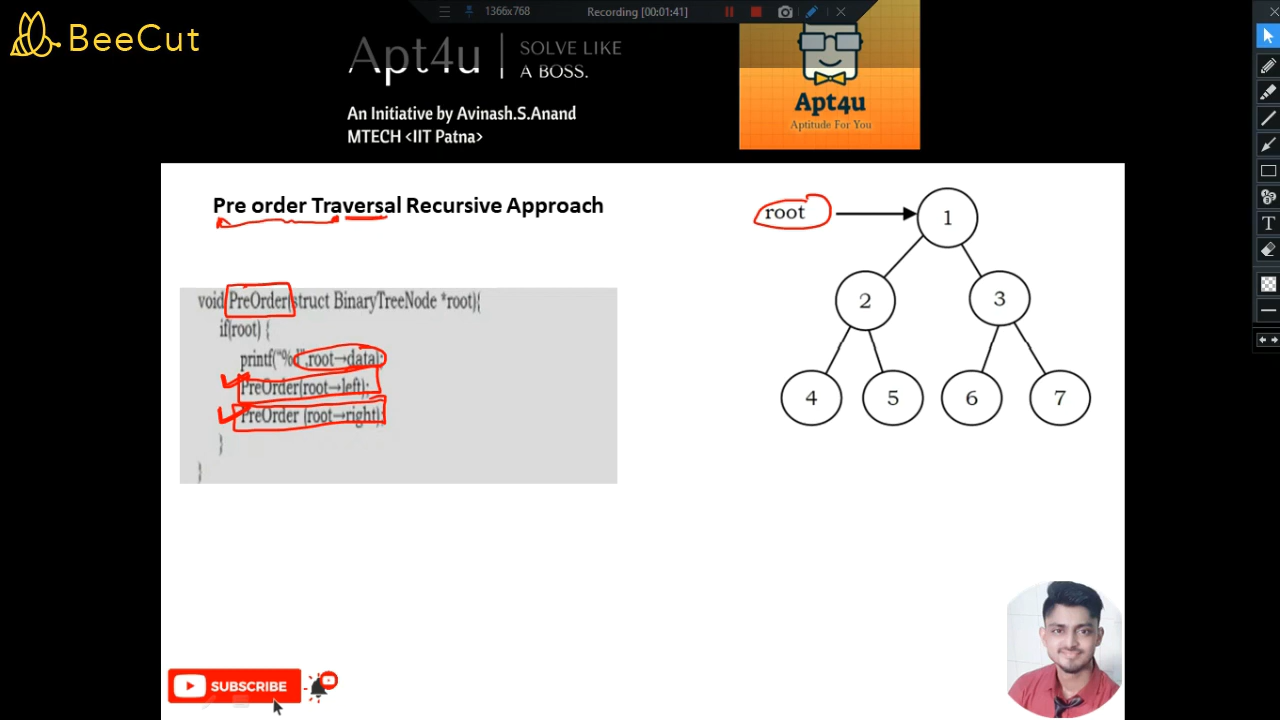 1366x768
Recording [00:01:41]
BeeCut
Apt4u
SOLVE LIKE
A BOSS.
An Initiative by Avinash.S.Anand
MTECH <IIT Patna>
Apt4u
Aptitude For You
T
Pre order Traversal Recursive Approach
root
1
2
3
4
5
6
7
void PreOrder(struct BinaryTreeNode *root){
if(root) {
printf("%d",root→data);
PreOrder(root→left);
PreOrder (root→right);
}
}
SUBSCRIBE